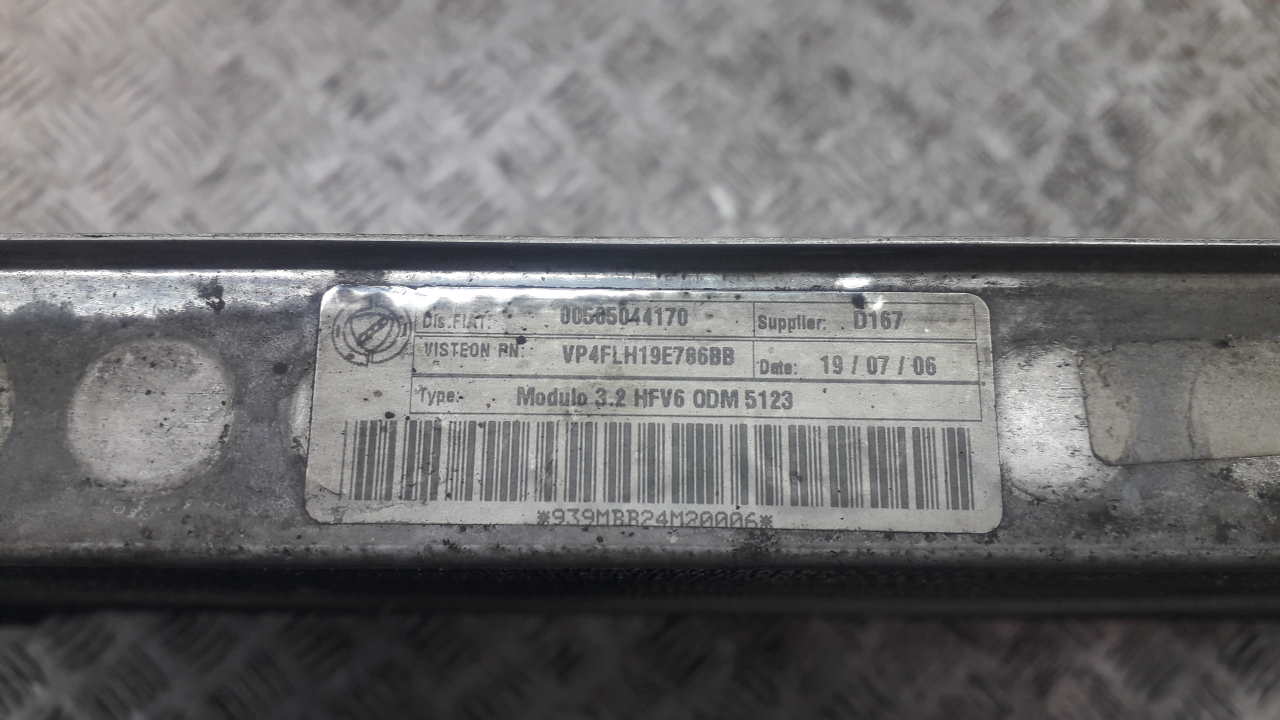 Dis.FIAT: 00505044170 Supplier: D167
VISTEON PN: VP4FLH19E786BB Date: 19 / 07 / 06
Type: Modulo 3.2 HFV6 ODM 5123
*939MBB24M20006*